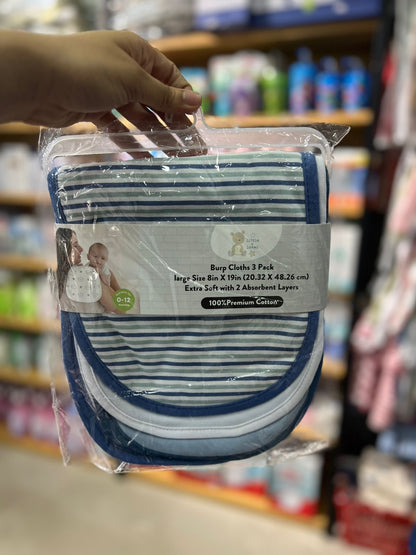 Burp Cloths 3 Pack
large Size 8in X 19in (20.32 X 48.26 cm)
Extra Soft with 2 Absorbent Layers
100%Premium Cotton
0-12